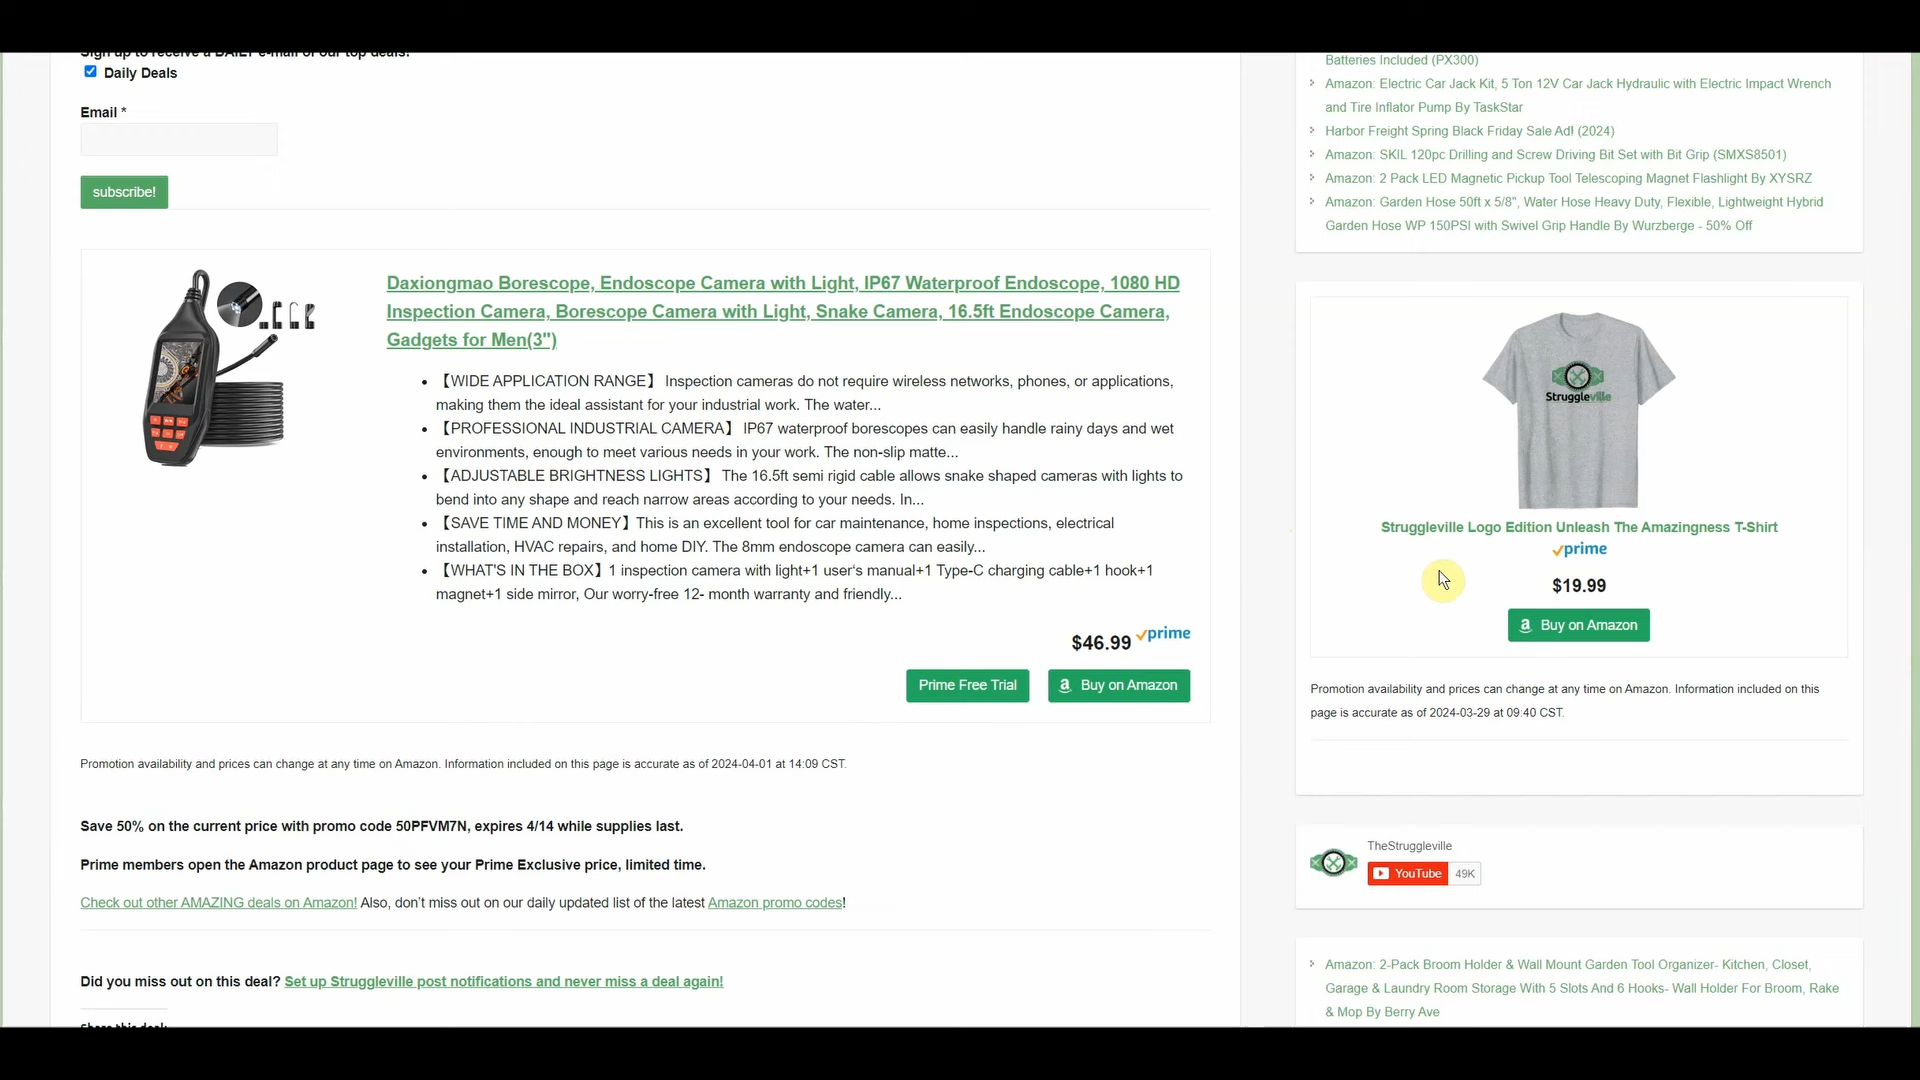 Sign up to receive a DAILY e-mail of our top deals!
Daily Deals
Email *
subscribe!
Daxiongmao Borescope, Endoscope Camera with Light, IP67 Waterproof Endoscope, 1080 HD
Inspection Camera, Borescope Camera with Light, Snake Camera, 16.5ft Endoscope Camera,
Gadgets for Men(3")
【WIDE APPLICATION RANGE】 Inspection cameras do not require wireless networks, phones, or applications,
making them the ideal assistant for your industrial work. The water...
【PROFESSIONAL INDUSTRIAL CAMERA】 IP67 waterproof borescopes can easily handle rainy days and wet
environments, enough to meet various needs in your work. The non-slip matte...
【ADJUSTABLE BRIGHTNESS LIGHTS】 The 16.5ft semi rigid cable allows snake shaped cameras with lights to
bend into any shape and reach narrow areas according to your needs. In...
【SAVE TIME AND MONEY】This is an excellent tool for car maintenance, home inspections, electrical
installation, HVAC repairs, and home DIY. The 8mm endoscope camera can easily...
【WHAT'S IN THE BOX】1 inspection camera with light+1 user's manual+1 Type-C charging cable+1 hook+1
magnet+1 side mirror, Our worry-free 12- month warranty and friendly...
$46.99 prime
Prime Free Trial
Buy on Amazon
Promotion availability and prices can change at any time on Amazon. Information included on this page is accurate as of 2024-04-01 at 14:09 CST.
Save 50% on the current price with promo code 50PFVM7N, expires 4/14 while supplies last.
Prime members open the Amazon product page to see your Prime Exclusive price, limited time.
Check out other AMAZING deals on Amazon! Also, don't miss out on our daily updated list of the latest Amazon promo codes!
Did you miss out on this deal? Set up Struggleville post notifications and never miss a deal again!
Share this deal:
Batteries Included (PX300)
Amazon: Electric Car Jack Kit, 5 Ton 12V Car Jack Hydraulic with Electric Impact Wrench
and Tire Inflator Pump By TaskStar
Harbor Freight Spring Black Friday Sale Ad! (2024)
Amazon: SKIL 120pc Drilling and Screw Driving Bit Set with Bit Grip (SMXS8501)
Amazon: 2 Pack LED Magnetic Pickup Tool Telescoping Magnet Flashlight By XYSRZ
Amazon: Garden Hose 50ft x 5/8", Water Hose Heavy Duty, Flexible, Lightweight Hybrid
Garden Hose WP 150PSI with Swivel Grip Handle By Wurzberge - 50% Off
Struggleville
Struggleville Logo Edition Unleash The Amazingness T-Shirt
prime
$19.99
Buy on Amazon
Promotion availability and prices can change at any time on Amazon. Information included on this
page is accurate as of 2024-03-29 at 09:40 CST.
TheStruggleville
YouTube 49K
Amazon: 2-Pack Broom Holder & Wall Mount Garden Tool Organizer- Kitchen, Closet,
Garage & Laundry Room Storage With 5 Slots And 6 Hooks- Wall Holder For Broom, Rake
& Mop By Berry Ave